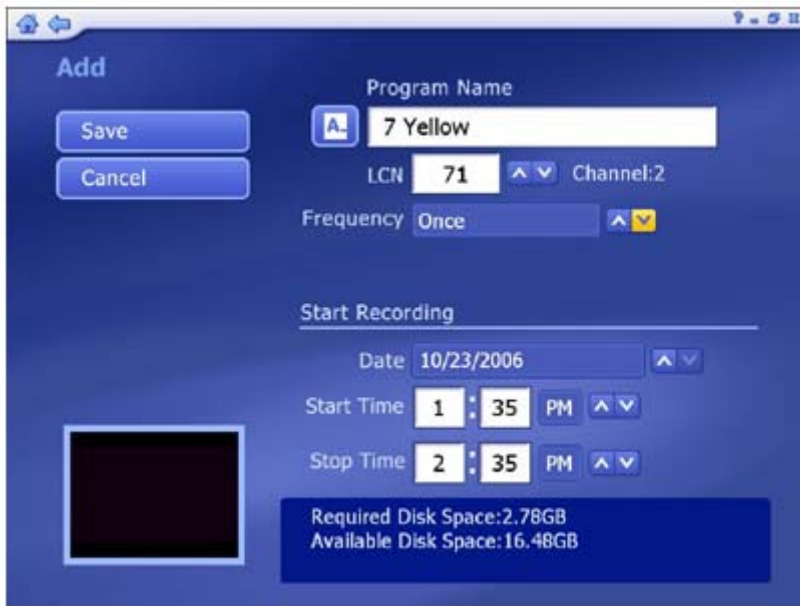 Add
Save
Cancel
Program Name
A
7 Yellow
LCN 71 Channel:2
Frequency Once
Start Recording
Date 10/23/2006
Start Time 1 : 35 PM
Stop Time 2 : 35 PM
Required Disk Space:2.78GB
Available Disk Space:16.48GB